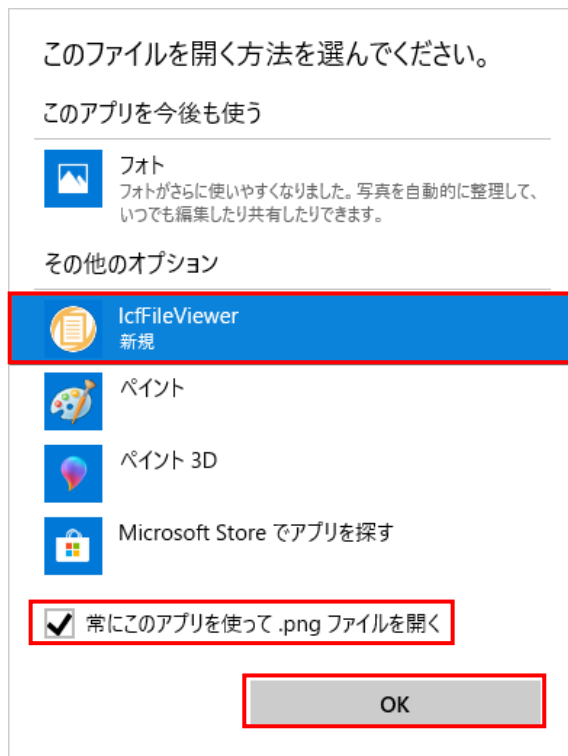 このファイルを開く方法を選んでください。
このアプリを今後も使う
フォト
フォトがさらに使いやすくなりました。写真を自動的に整理して、
いつでも編集したり共有したりできます。
その他のオプション
IcfFileViewer
新規
ペイント
ペイント 3D
Microsoft Store でアプリを探す
常にこのアプリを使って .png ファイルを開く
OK